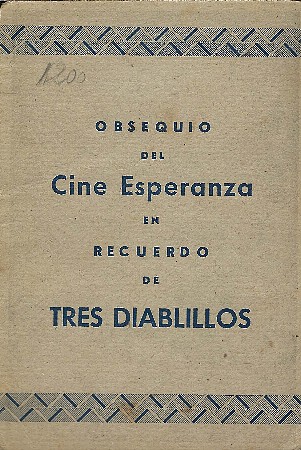 1200
OBSEQUIO
DEL
Cine Esperanza
EN
RECUERDO
DE
TRES DIABLILLOS